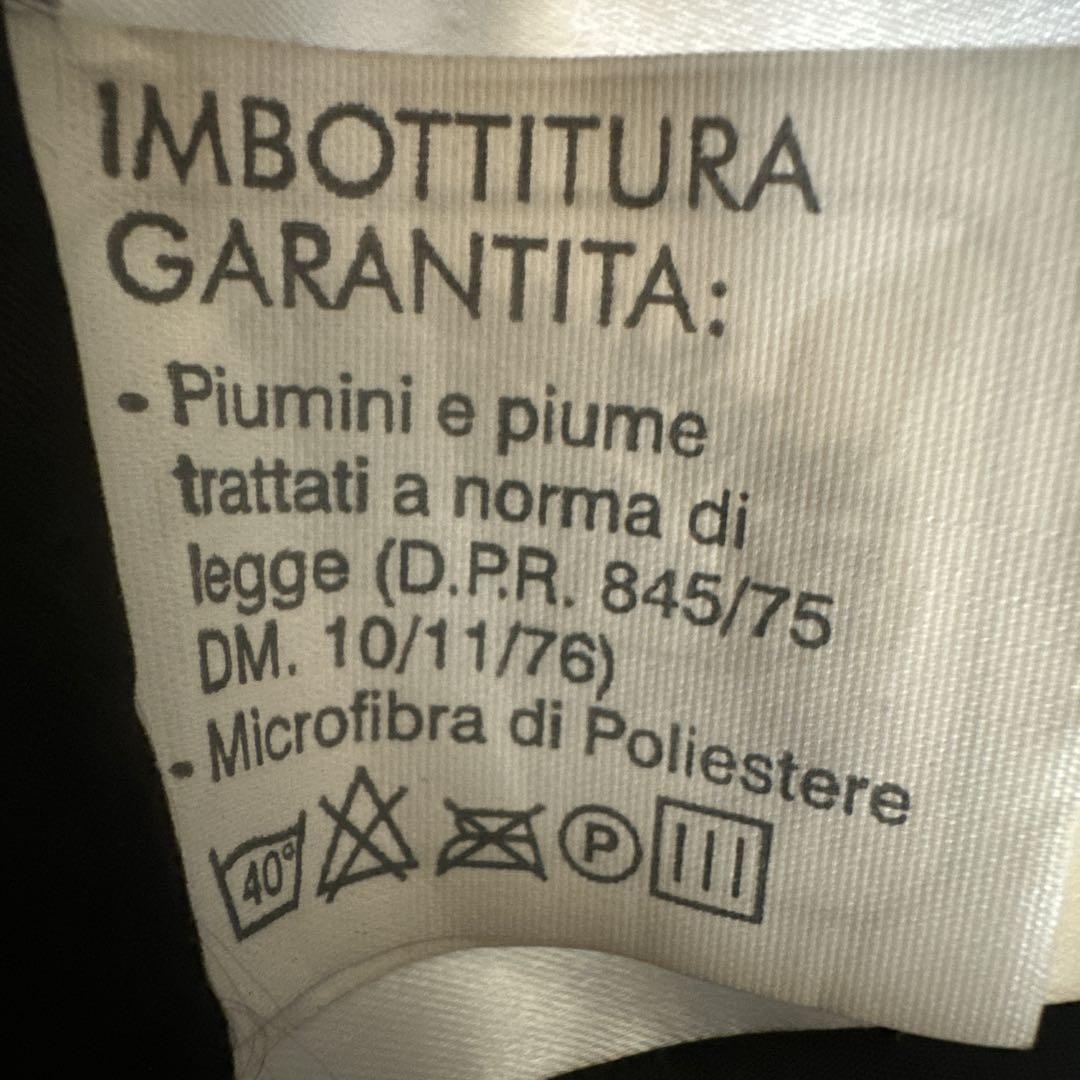 IMBOTTITURA
GARANTITA:
• Piumini e piume
trattati a norma di
legge (D.P.R. 845/75
DM. 10/11/76)
• Microfibra di Poliestere
40° P